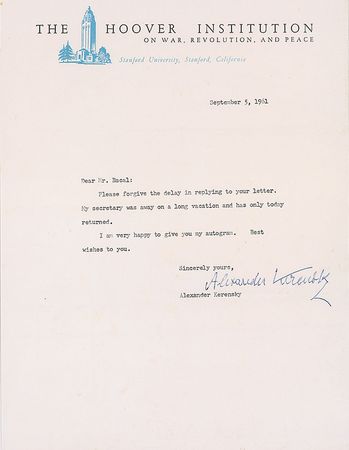 THE HOOVER INSTITUTION
ON WAR, REVOLUTION, AND PEACE
Stanford University, Stanford, California
September 5, 1961
Dear Mr. Bacal:
Please forgive the delay in replying to your letter.
My secretary was away on a long vacation and has only today
returned.
I am very happy to give you my autogram. Best
wishes to you.
Sincerely yours,
Alexander Kerensky
Alexander Kerensky